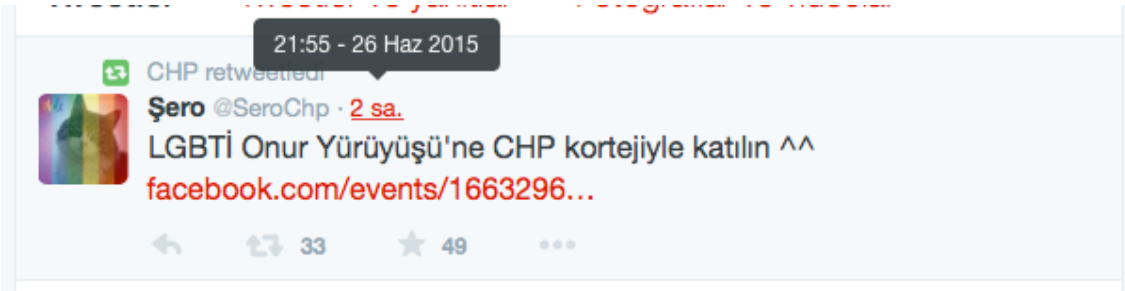 21:55 - 26 Haz 2015
CHP retweetledi
Şero @SeroChp · 2 sa.
LGBTİ Onur Yürüyüşü'ne CHP kortejiyle katılın ^^
facebook.com/events/1663296...
33 49